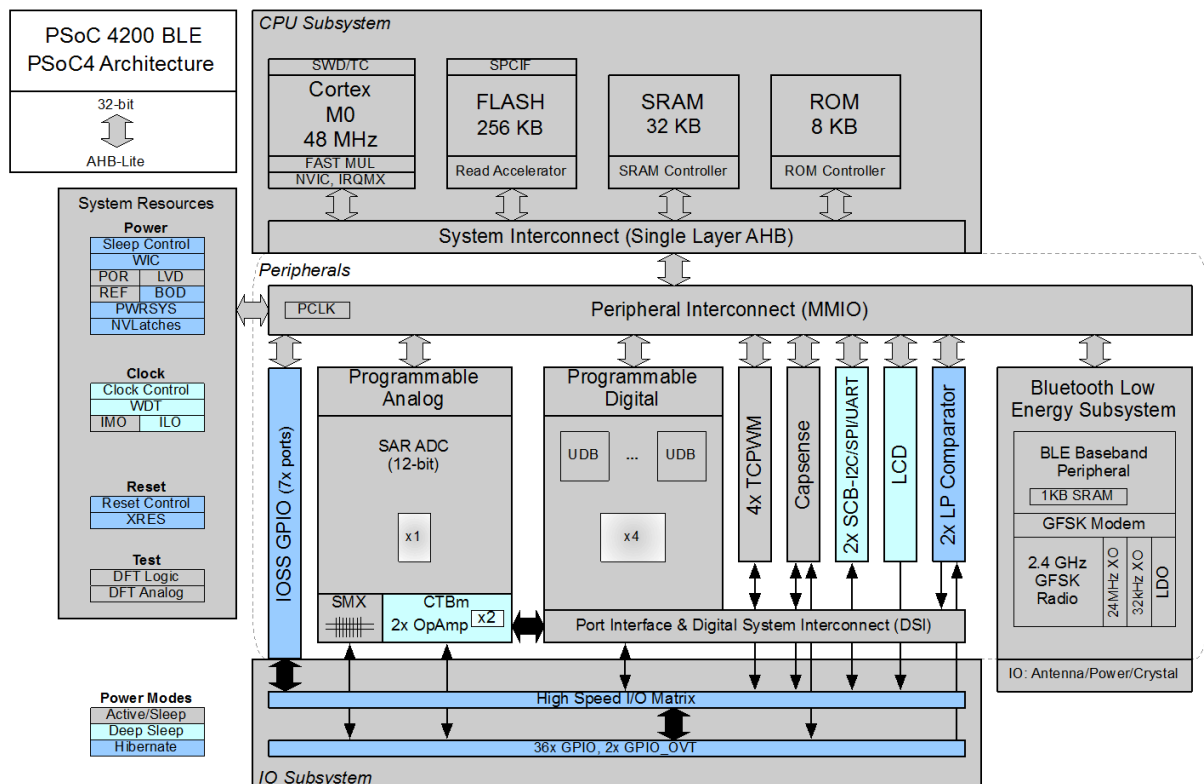 PSoC 4200 BLE
PSoC4 Architecture
32-bit
AHB-Lite
CPU Subsystem
SWD/TC
Cortex
M0
48 MHz
FAST MUL
NVIC, IRQMX
SPCIF
FLASH
256 KB
Read Accelerator
SRAM
32 KB
SRAM Controller
ROM
8 KB
ROM Controller
System Interconnect (Single Layer AHB)
System Resources
Power
Sleep Control
WIC
POR LVD
REF BOD
PWRSYS
NVLatches
Clock
Clock Control
WDT
IMO ILO
Reset
Reset Control
XRES
Test
DFT Logic
DFT Analog
Peripherals
PCLK
Peripheral Interconnect (MMIO)
IOSS GPIO (7x ports)
Programmable
Analog
SAR ADC
(12-bit)
x1
SMX
CTBm
2x OpAmp
x2
Programmable
Digital
UDB ... UDB
x4
4x TCPWM
Capsense
2x SCB-I2C/SPI/UART
LCD
2x LP Comparator
Port Interface & Digital System Interconnect (DSI)
Bluetooth Low
Energy Subsystem
BLE Baseband
Peripheral
1KB SRAM
GFSK Modem
2.4 GHz
GFSK
Radio
24MHz XO
32kHz XO
LDO
IO: Antenna/Power/Crystal
Power Modes
Active/Sleep
Deep Sleep
Hibernate
High Speed I/O Matrix
36x GPIO, 2x GPIO_OVT
IO Subsystem